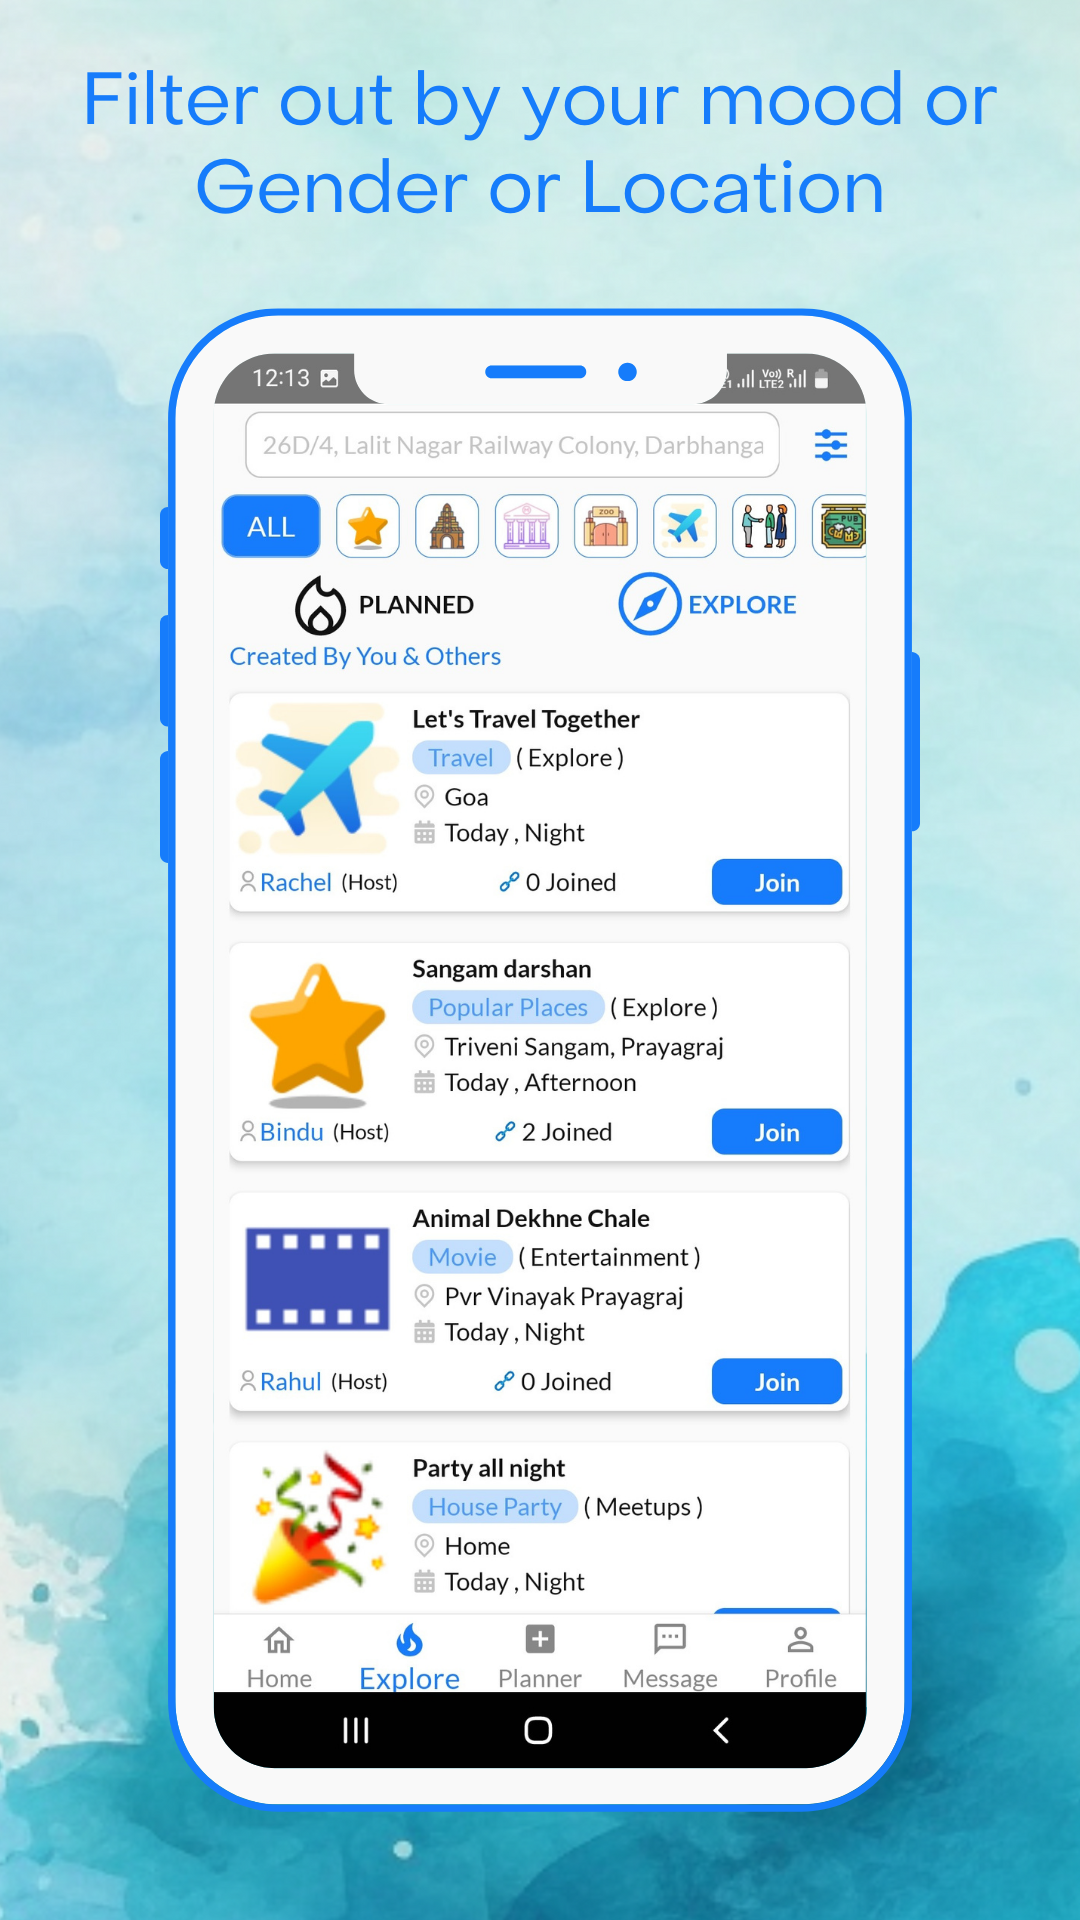 Filter out by your mood or
Gender or Location
12:13
Vo)) R
LTE2
26D/4, Lalit Nagar Railway Colony, Darbhanga
ALL
ZOO
PUB
PLANNED
EXPLORE
Created By You & Others
Let's Travel Together
Travel ( Explore )
Goa
Today , Night
Rachel (Host) 0 Joined Join
Sangam darshan
Popular Places ( Explore )
Triveni Sangam, Prayagraj
Today , Afternoon
Bindu (Host) 2 Joined Join
Animal Dekhne Chale
Movie ( Entertainment )
Pvr Vinayak Prayagraj
Today , Night
Rahul (Host) 0 Joined Join
Party all night
House Party ( Meetups )
Home
Today , Night
Home Explore Planner Message Profile